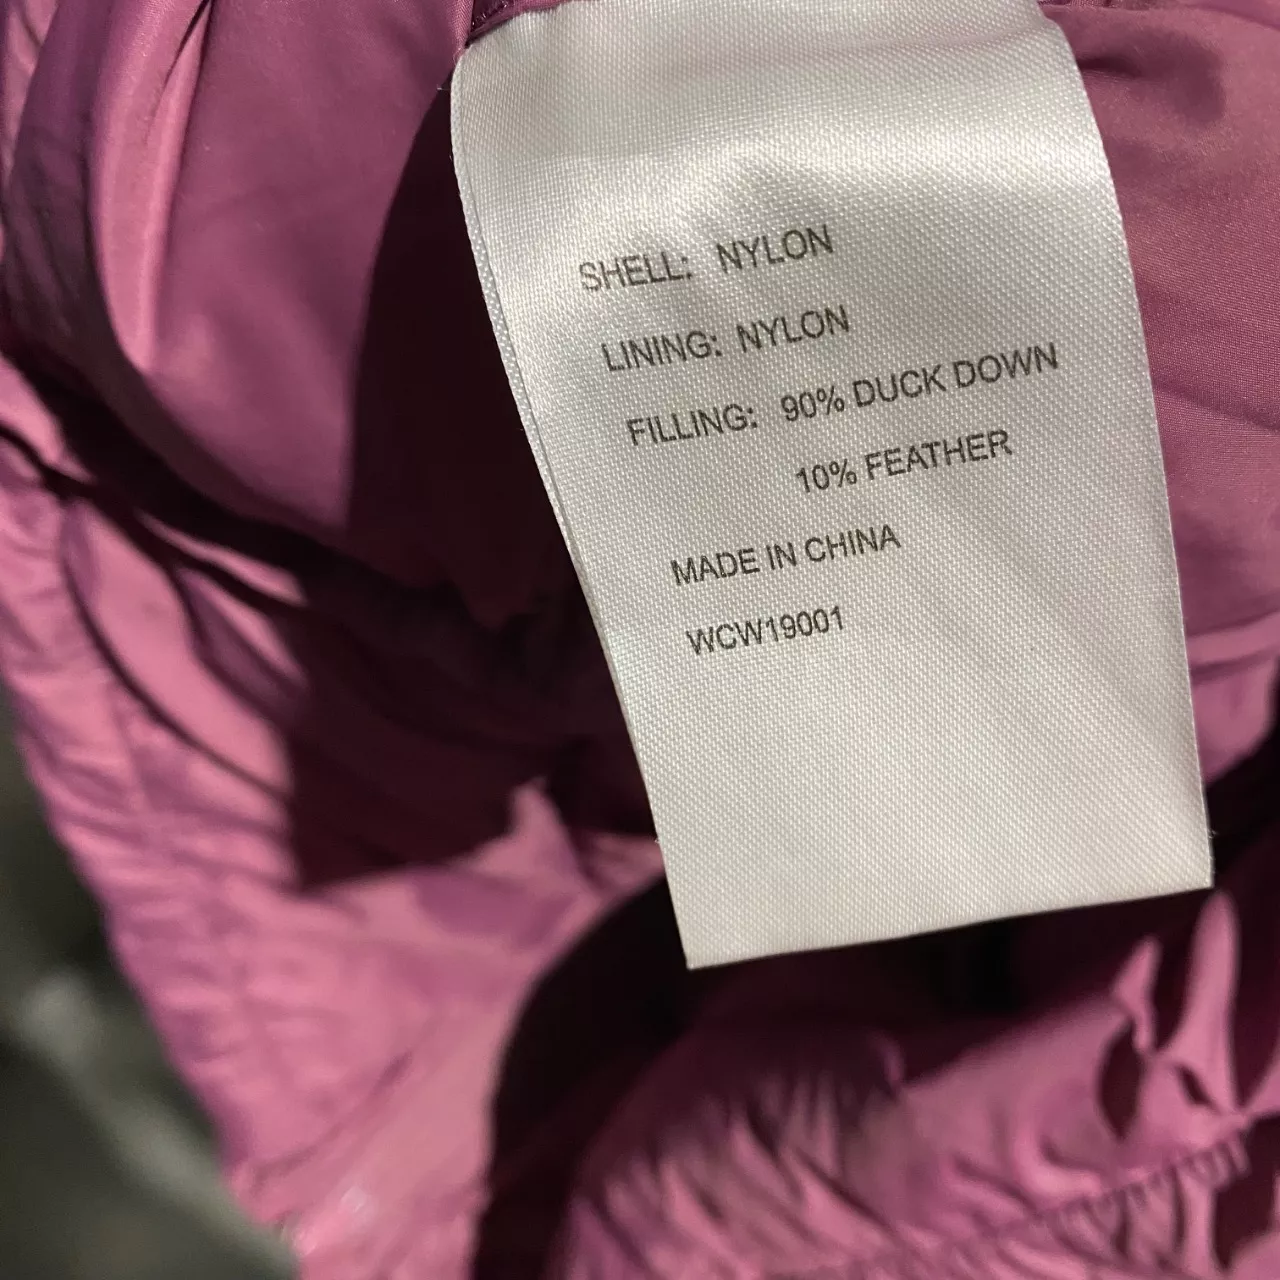 SHELL: NYLON
LINING: NYLON
FILLING: 90% DUCK DOWN
10% FEATHER
MADE IN CHINA
WCW19001